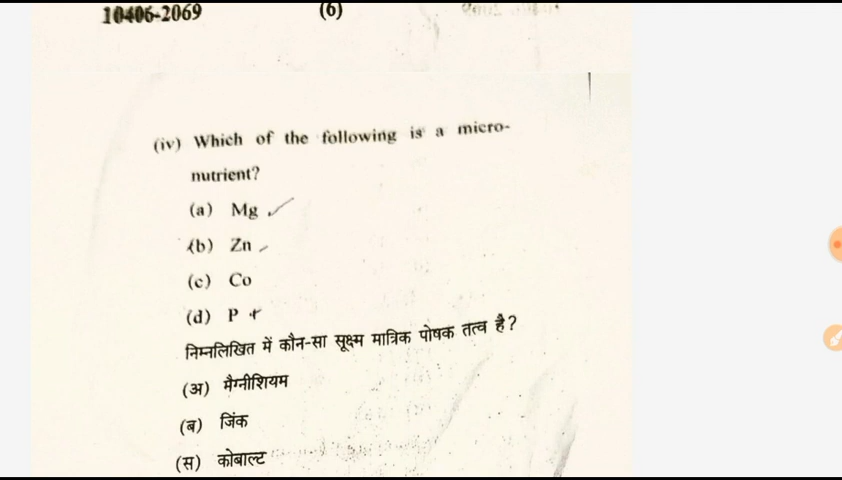 10406-2069 (6)
(iv) Which of the following is a micro-
nutrient?
(a) Mg
(b) Zn
(c) Co
(d) P
निम्नलिखित में कौन-सा सूक्ष्म मात्रिक पोषक तत्व है?
(अ) मैग्नीशियम
(ब) जिंक
(स) कोबाल्ट